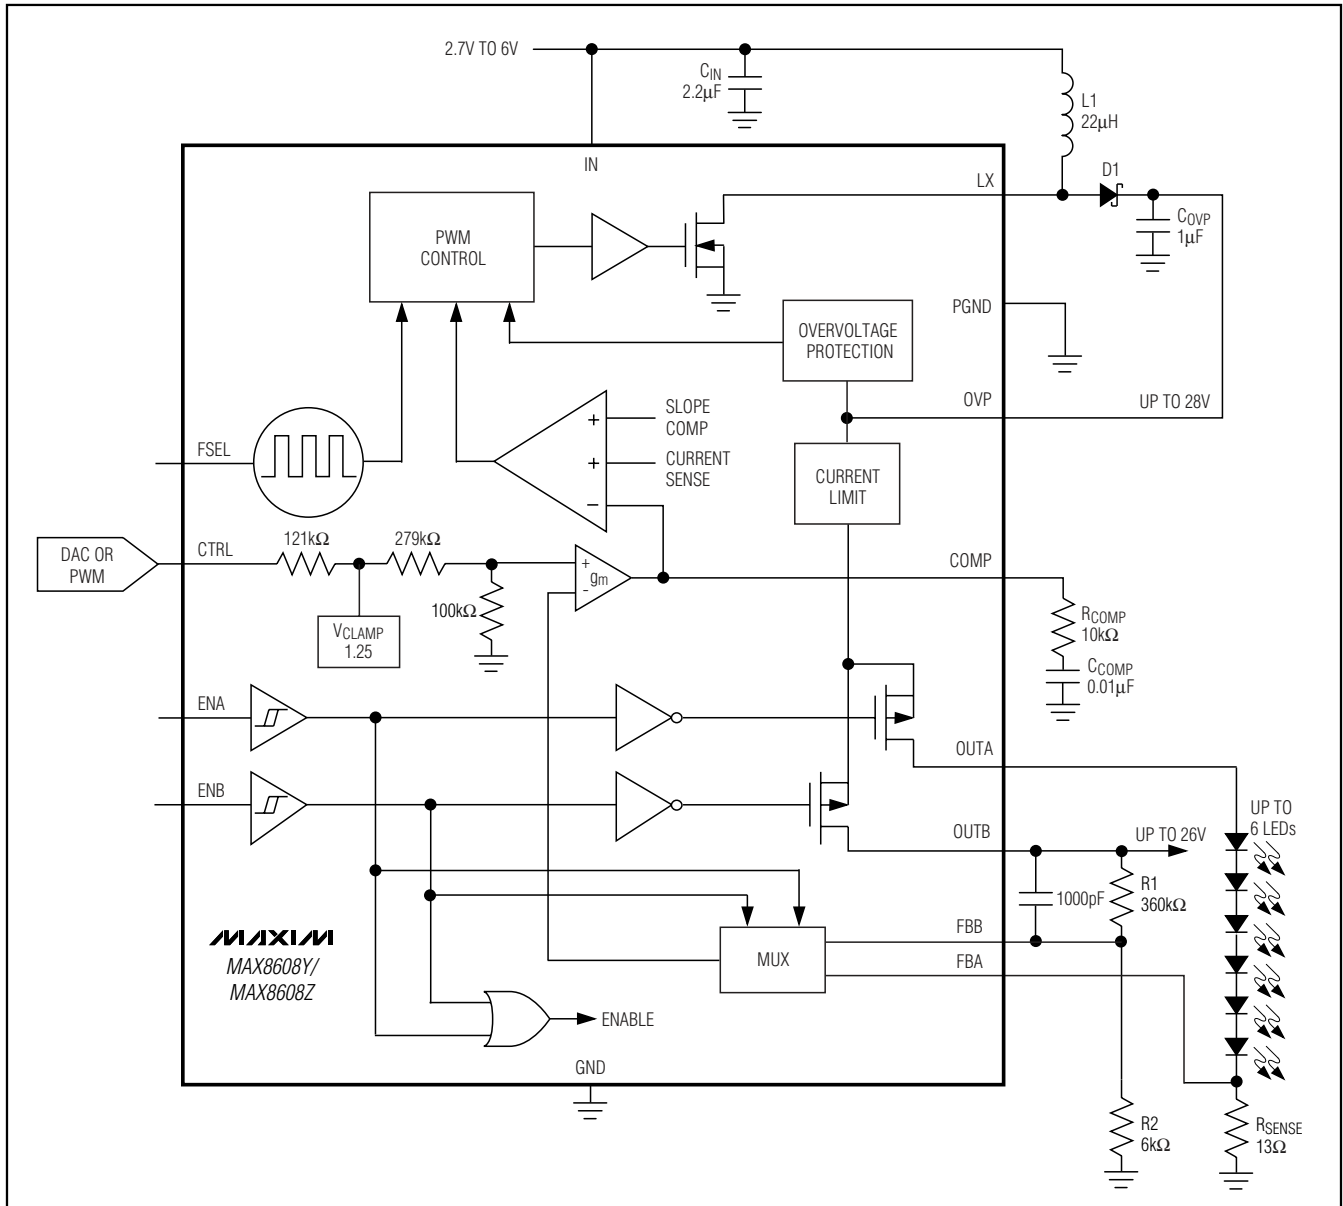 2.7V TO 6V
CIN
2.2µF
L1
22µH
IN
LX
D1
COVP
1µF
PWM
CONTROL
PGND
OVERVOLTAGE
PROTECTION
OVP
UP TO 28V
+
SLOPE
COMP
FSEL
+
CURRENT
SENSE
CURRENT
LIMIT
−
DAC OR
PWM
CTRL
121kΩ
279kΩ
+
gm
-
COMP
100kΩ
VCLAMP
1.25
RCOMP
10kΩ
CCOMP
0.01µF
ENA
OUTA
ENB
UP TO
6 LEDs
OUTB
UP TO 26V
1000pF
R1
360kΩ
MAXIM
MAX8608Y/
MAX8608Z
MUX
FBB
FBA
ENABLE
GND
R2
6kΩ
RSENSE
13Ω